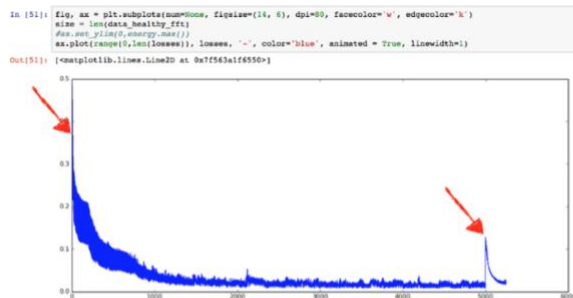 In [51]: fig, ax = plt.subplots(num=None, figsize=(14, 6), dpi=80, facecolor='w', edgecolor='k')
size = len(data_healthy_fft)
#ax.set_ylim(0,energy.max())
ax.plot(range(0,len(losses)), losses, '-', color='blue', animated = True, linewidth=1)
Out[51]: [<matplotlib.lines.Line2D at 0x7f563a1f6550>]
0.5
0.3
0.2
0.1
0.0
0 1000 2000 3000 4000 5000 6000